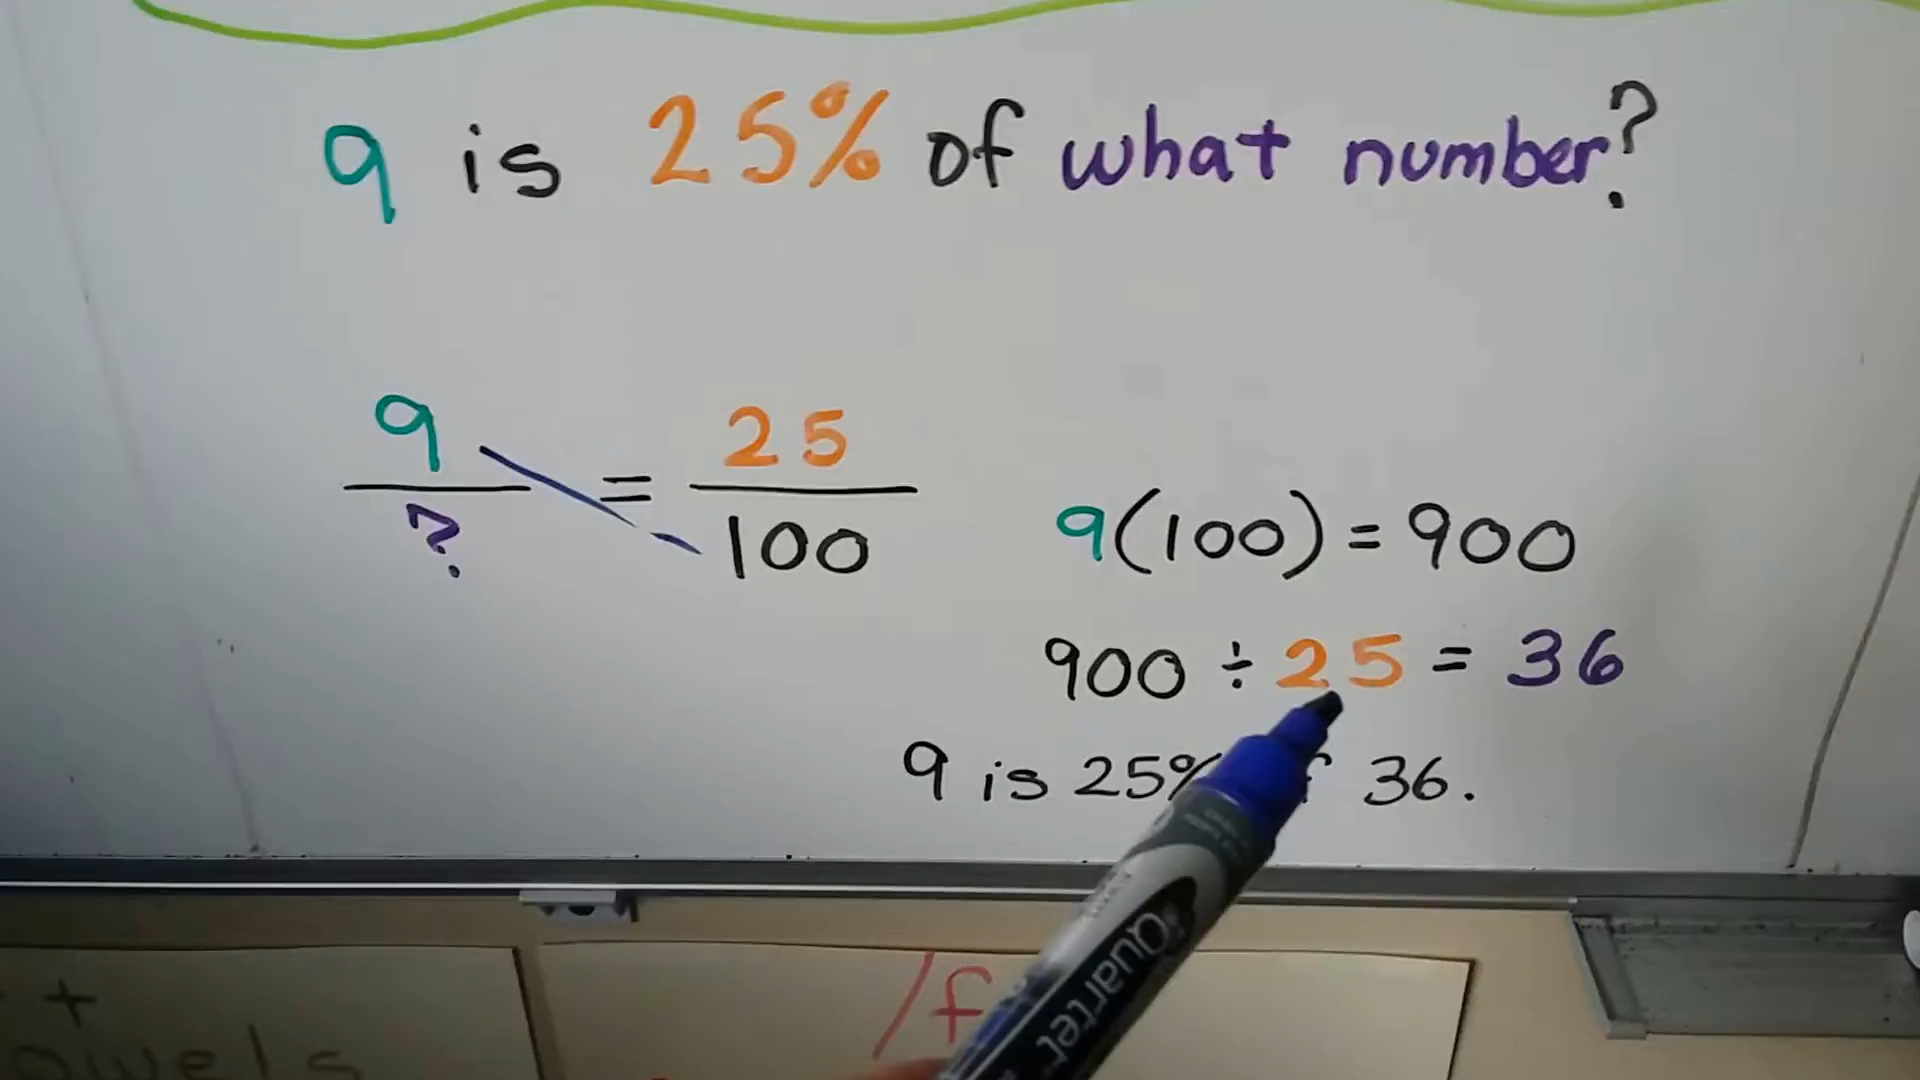 9 is 25% of what number?
9 = 25
? 100
9(100) = 900
900 ÷ 25 = 36
9 is 25% 36.
Quartet
/f
+